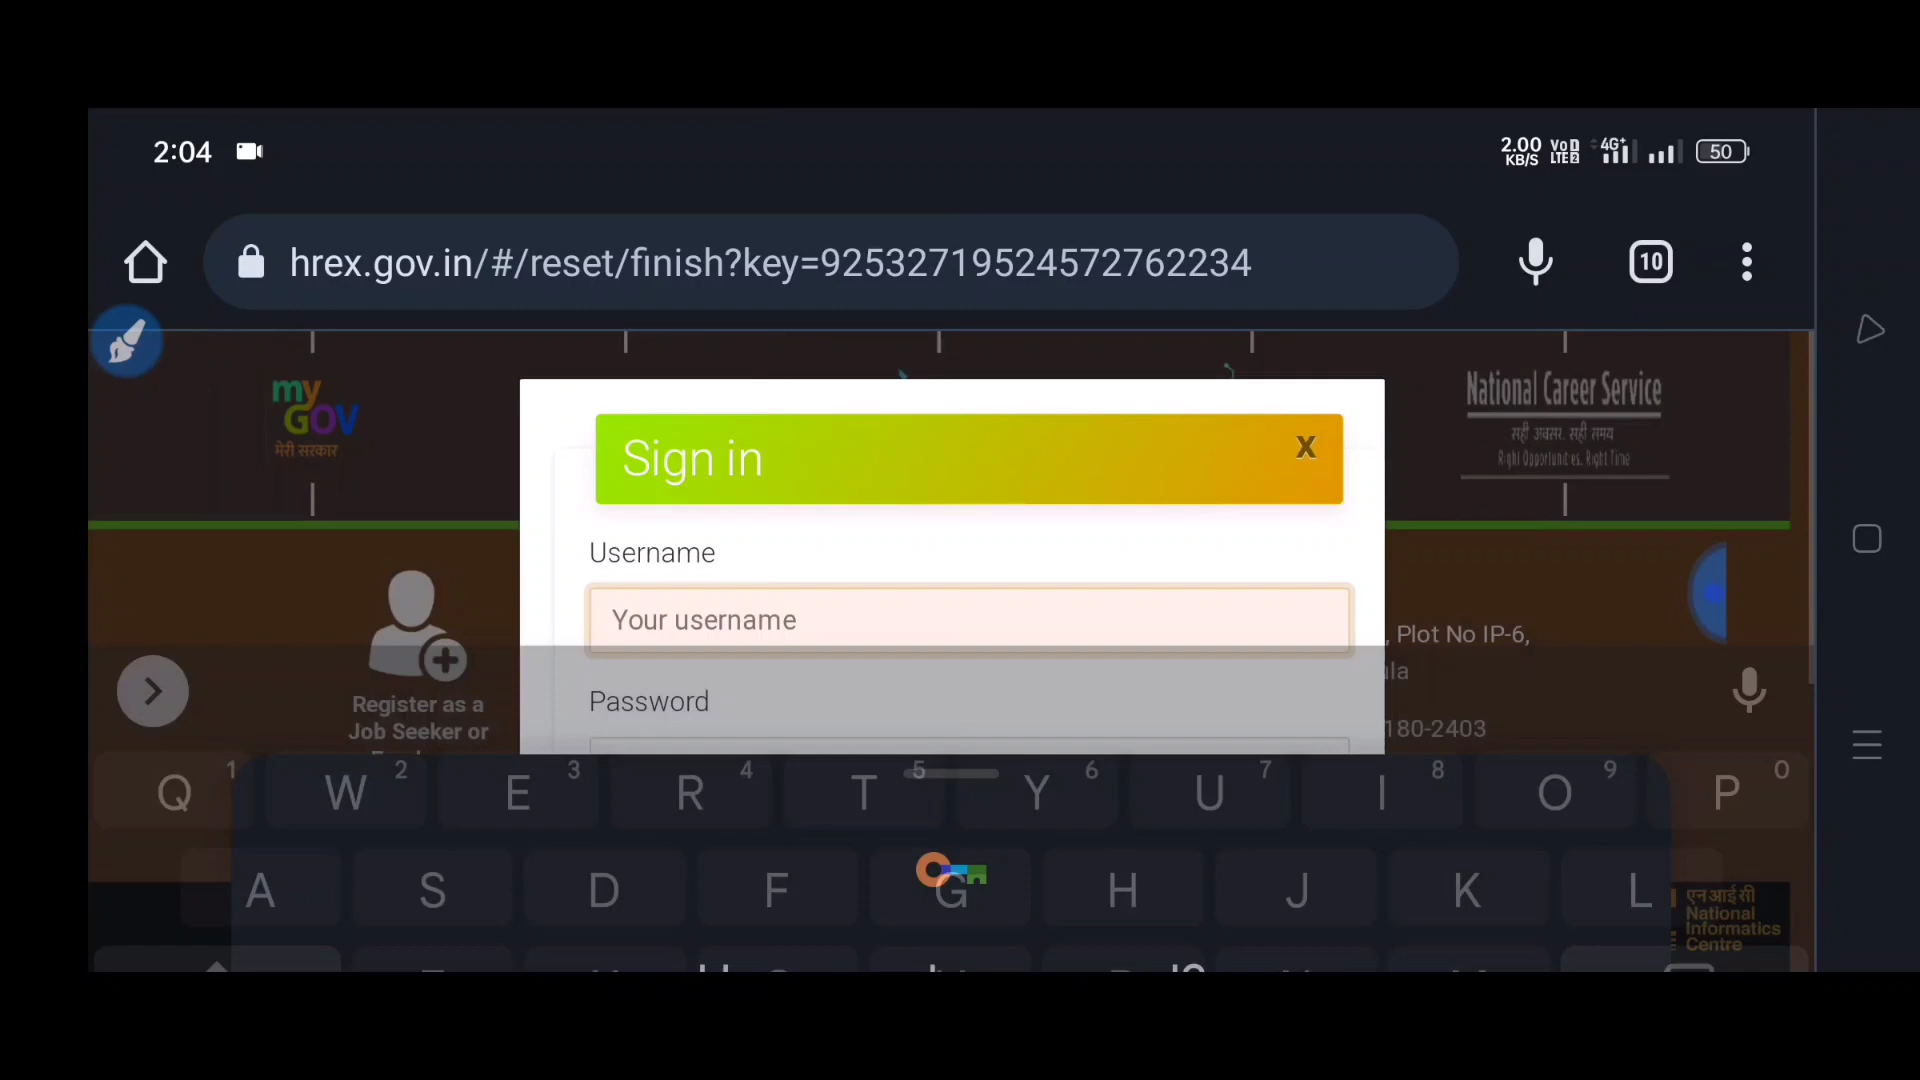 2:04
2.00 KB/S
VoD LTE2
4G+
50
hrex.gov.in/#/reset/finish?key=92532719524572762234
10
my GOV
मेरी सरकार
National Career Service
सही अवसर. सही समय
Right Opportunities. Right Time
Sign in
X
Username
Your username
Password
, Plot No IP-6,
la
180-2403
Register as a
Job Seeker or
Q 1 W 2 E 3 R 4 T 5 Y 6 U 7 I 8 O 9 P 0
A S D F G H J K L
एनआईसी
National
Informatics
Centre